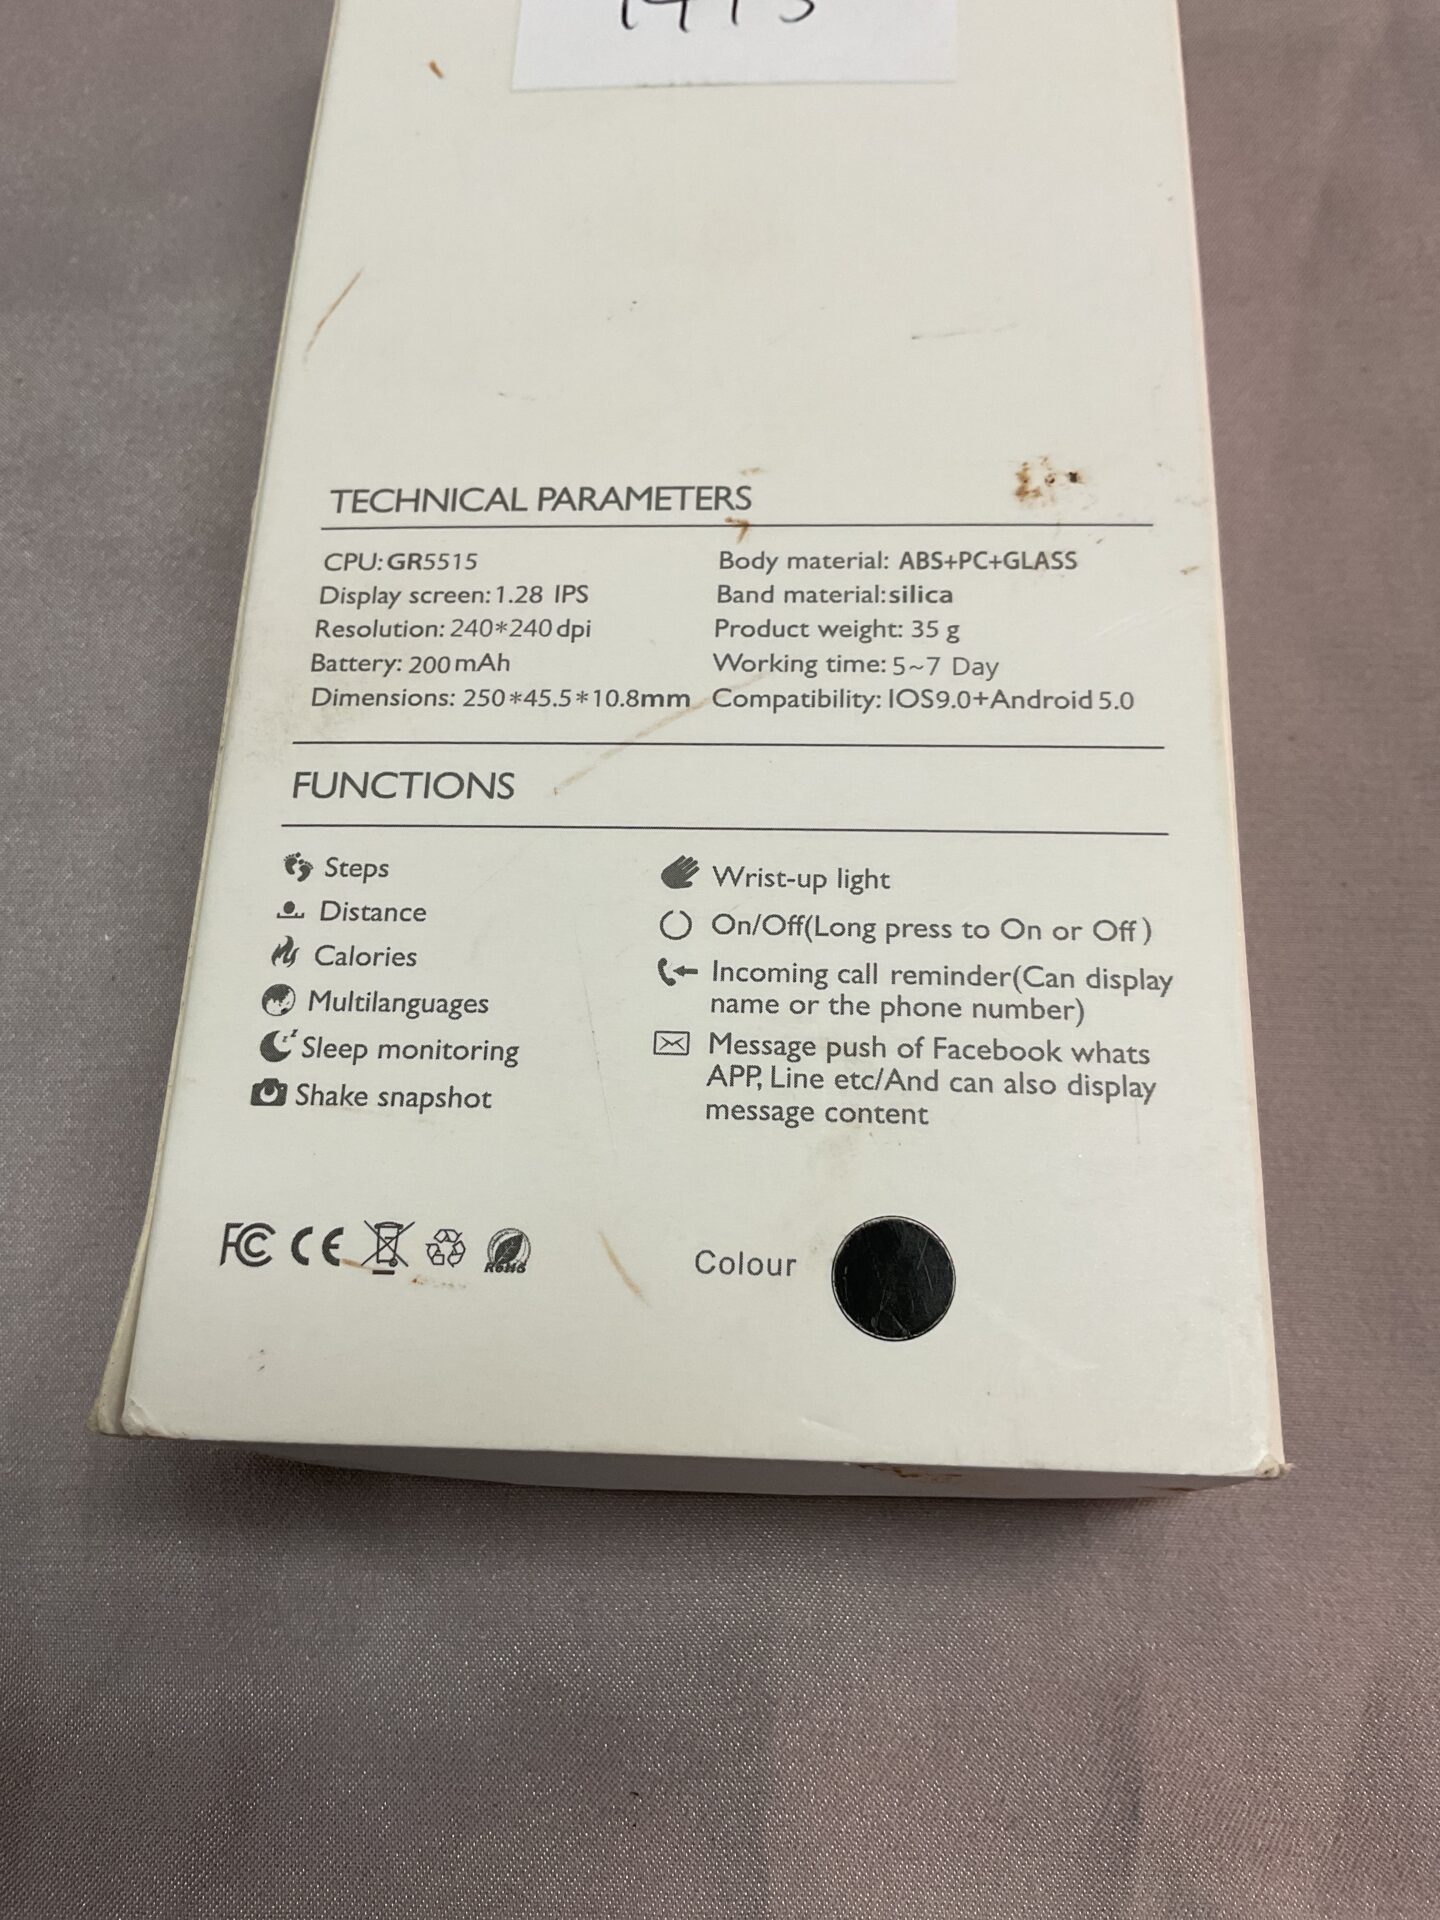 TECHNICAL PARAMETERS
CPU: GR5515
Display screen: 1.28 IPS
Resolution: 240*240 dpi
Battery: 200 mAh
Dimensions: 250*45.5*10.8mm
Body material: ABS+PC+GLASS
Band material: silica
Product weight: 35 g
Working time: 5~7 Day
Compatibility: IOS9.0+Android 5.0
FUNCTIONS
Steps
Distance
Calories
Multilanguages
Sleep monitoring
Shake snapshot
Wrist-up light
On/Off(Long press to On or Off)
Incoming call reminder(Can display
name or the phone number)
Message push of Facebook whats
APP, Line etc/And can also display
message content
FC CE RoHS
Colour